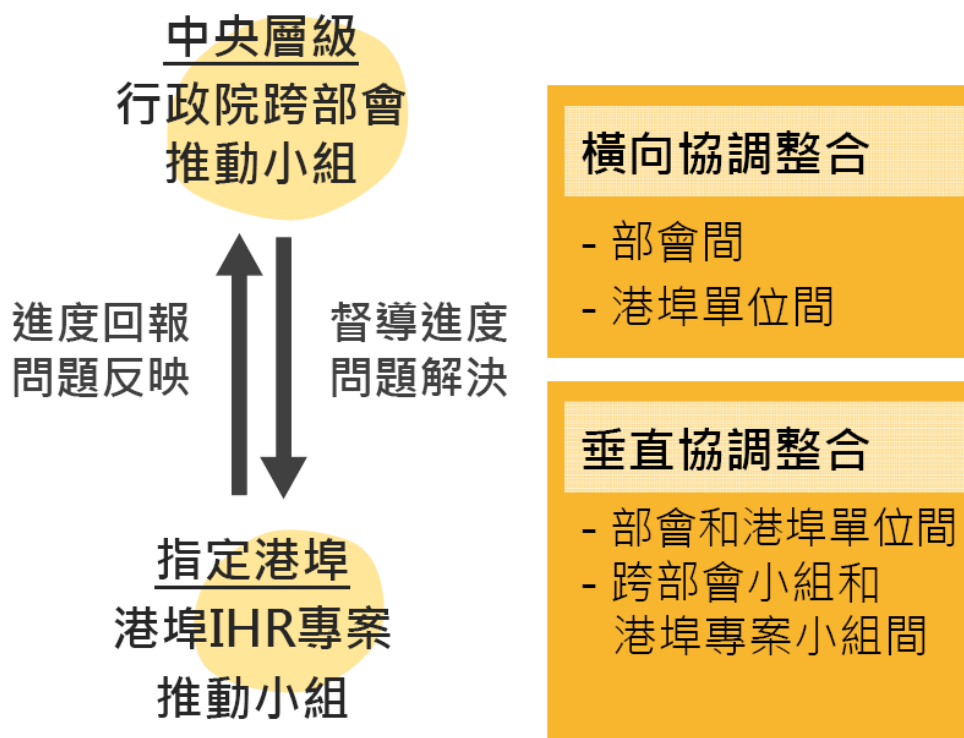 中央層級
行政院跨部會
推動小組
進度回報
問題反映
督導進度
問題解決
指定港埠
港埠IHR專案
推動小組
橫向協調整合
- 部會間
- 港埠單位間
垂直協調整合
- 部會和港埠單位間
- 跨部會小組和
港埠專案小組間